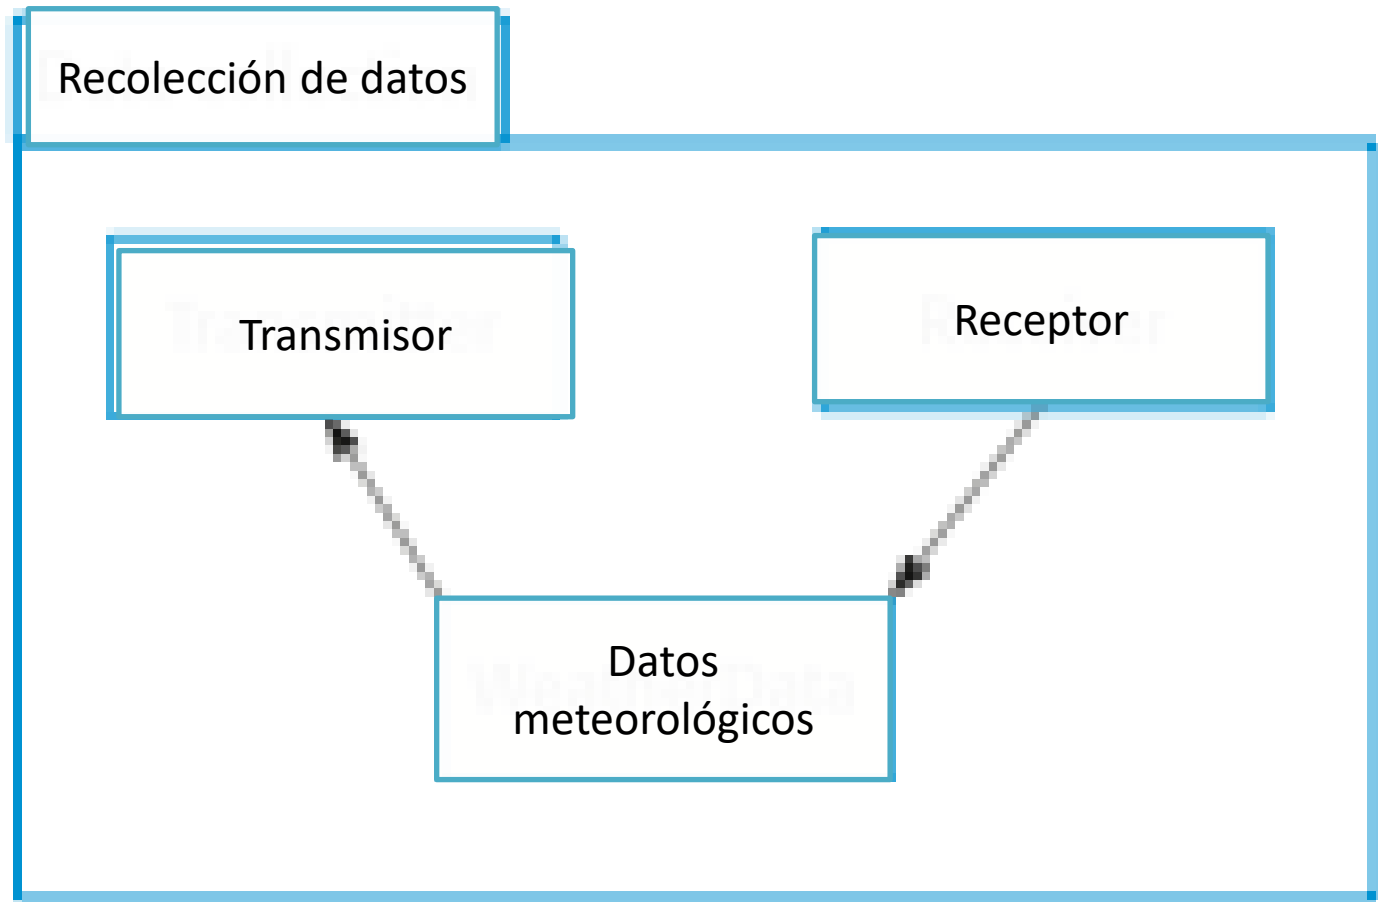 Recolección de datos
Transmisor
Receptor
Datos
meteorológicos